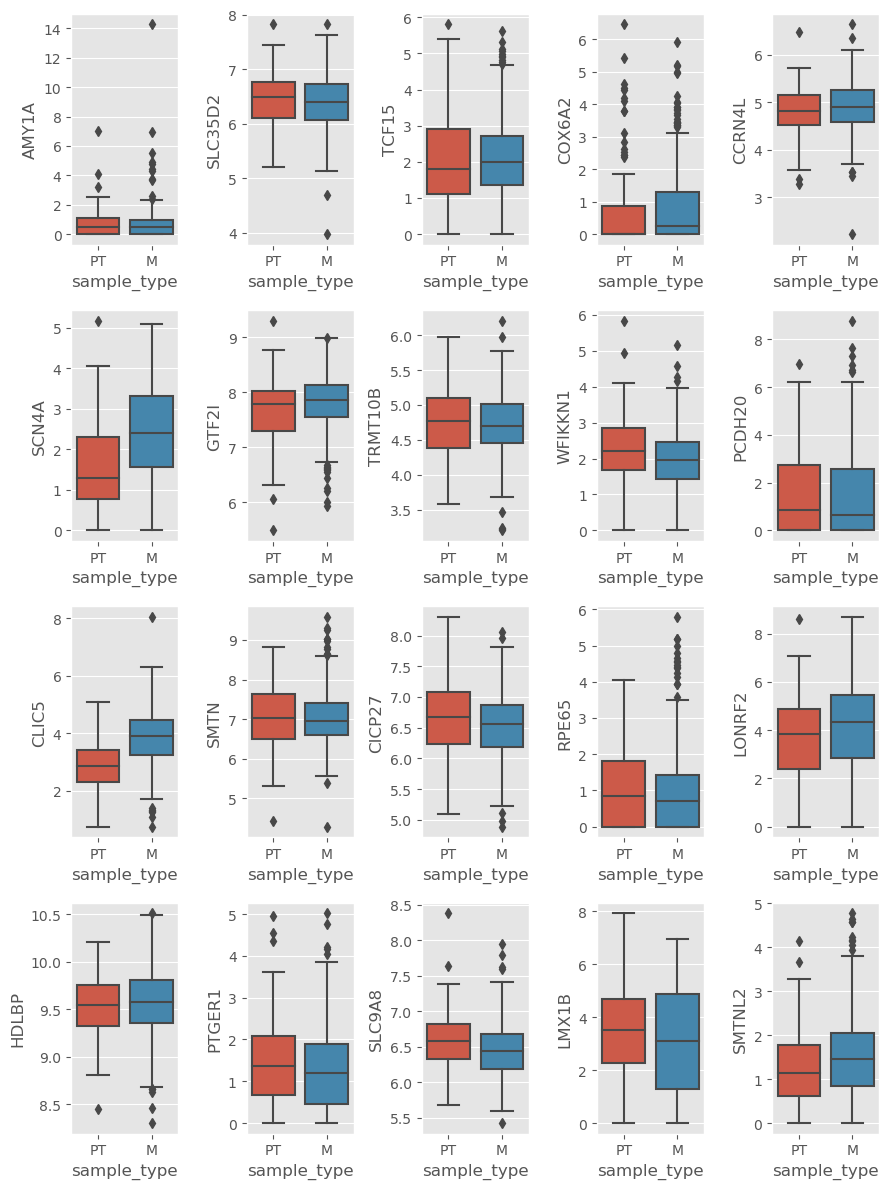 AMY1A
14
12
10
8
6
4
2
0
PT M
sample_type
SLC35D2
8
7
6
5
4
PT M
sample_type
TCF15
6
5
4
3
2
1
0
PT M
sample_type
COX6A2
6
5
4
3
2
1
0
PT M
sample_type
CCRN4L
6
5
4
3
PT M
sample_type
SCN4A
5
4
3
2
1
0
PT M
sample_type
GTF2I
9
8
7
6
PT M
sample_type
TRMT10B
6.0
5.5
5.0
4.5
4.0
3.5
PT M
sample_type
WFIKKN1
6
5
4
3
2
1
0
PT M
sample_type
PCDH20
8
6
4
2
0
PT M
sample_type
CLIC5
8
6
4
2
PT M
sample_type
SMTN
9
8
7
6
5
PT M
sample_type
CICP27
8.0
7.5
7.0
6.5
6.0
5.5
5.0
PT M
sample_type
RPE65
6
5
4
3
2
1
0
PT M
sample_type
LONRF2
8
6
4
2
0
PT M
sample_type
HDLBP
10.5
10.0
9.5
9.0
8.5
PT M
sample_type
PTGER1
5
4
3
2
1
0
PT M
sample_type
SLC9A8
8.5
8.0
7.5
7.0
6.5
6.0
5.5
PT M
sample_type
LMX1B
8
6
4
2
0
PT M
sample_type
SMTNL2
5
4
3
2
1
0
PT M
sample_type